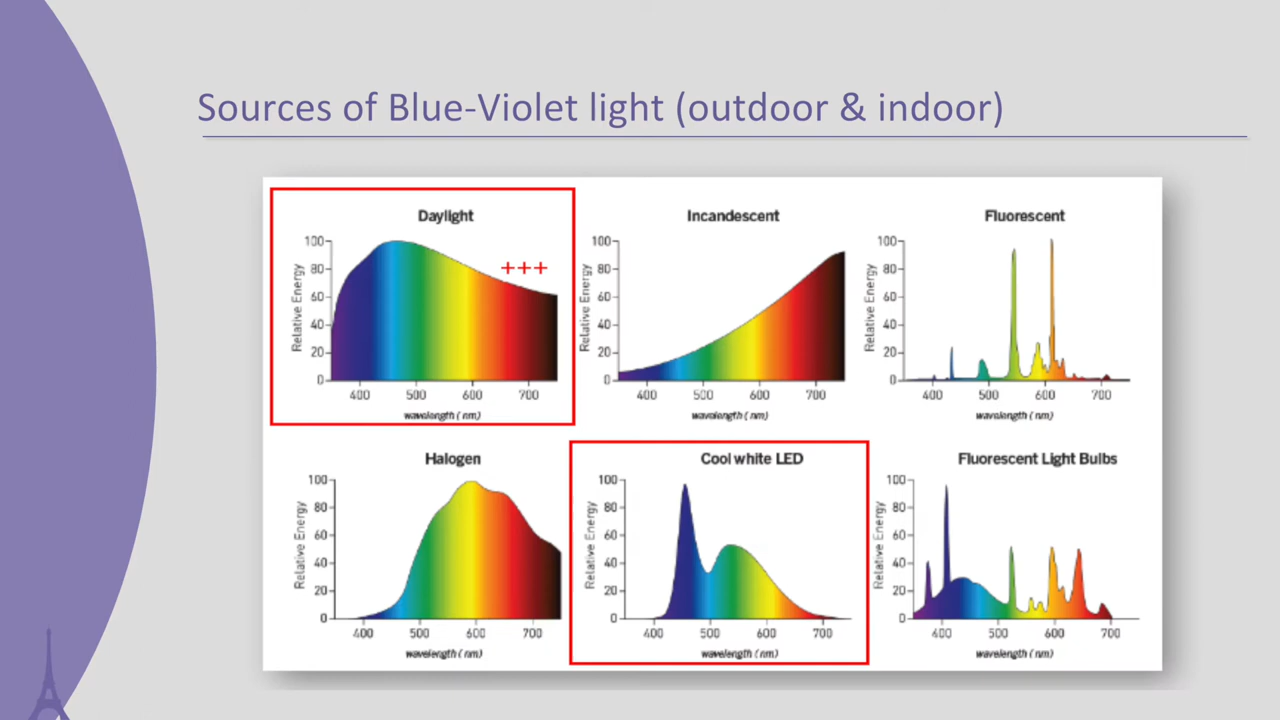 Sources of Blue-Violet light (outdoor & indoor)
Daylight
+++
Relative Energy
100
80
60
40
20
0
400 500 600 700
wavelength ( nm)
Incandescent
Relative Energy
100
80
60
40
20
0
400 500 600 700
wavelength ( nm)
Fluorescent
Relative Energy
100
80
60
40
20
0
400 500 600 700
wavelength ( nm)
Halogen
Relative Energy
100
80
60
40
20
0
400 500 600 700
wavelength ( nm)
Cool white LED
Relative Energy
100
80
60
40
20
0
400 500 600 700
wavelength ( nm)
Fluorescent Light Bulbs
Relative Energy
100
80
60
40
20
0
400 500 600 700
wavelength ( nm)